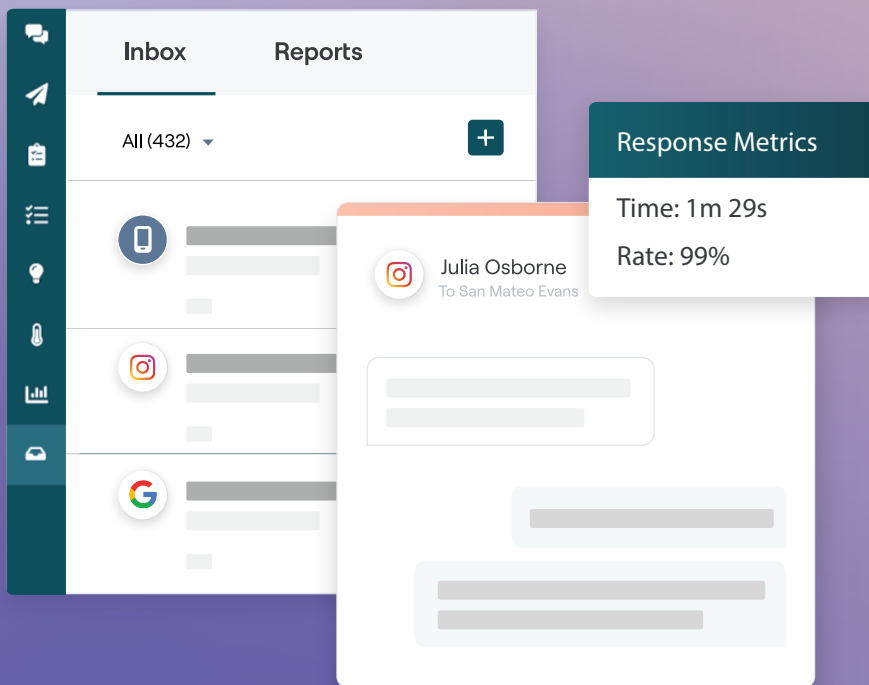 Inbox
Reports
All (432)
Response Metrics
Time: 1m 29s
Rate: 99%
Julia Osborne
To San Mateo Evans